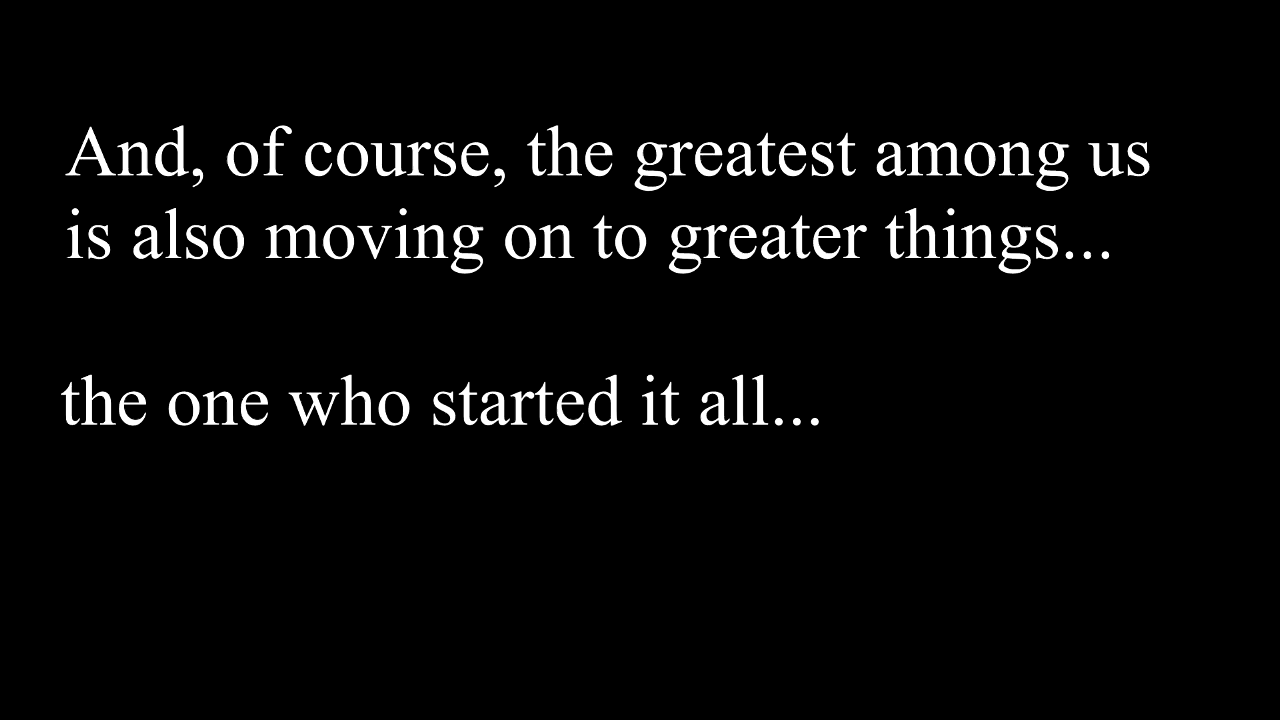 And, of course, the greatest among us
is also moving on to greater things...
the one who started it all...